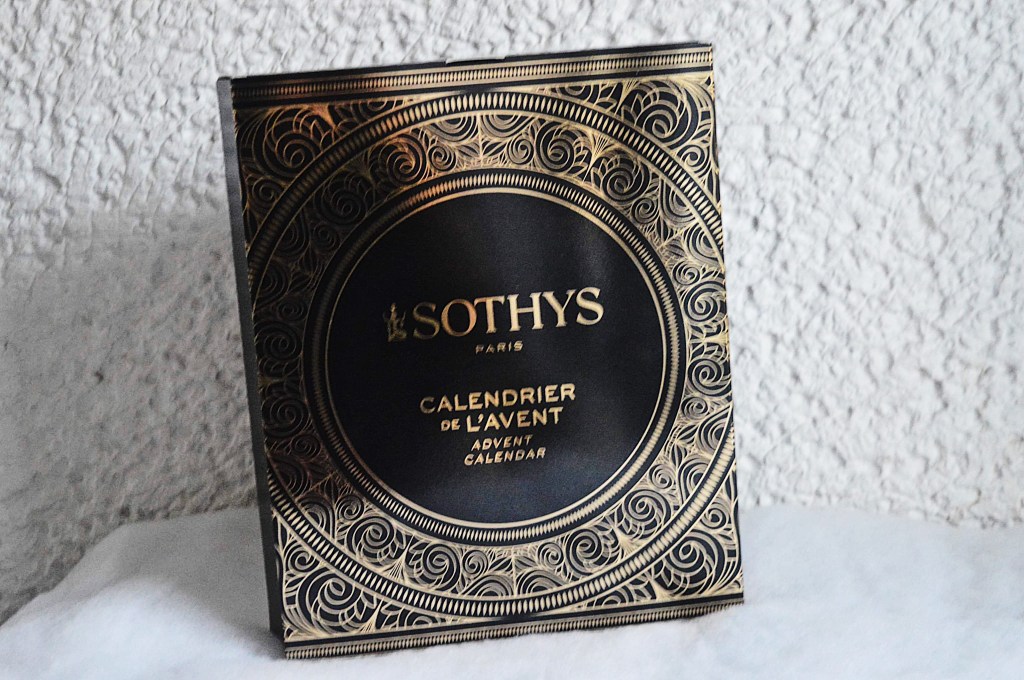 SOTHYS
PARIS
CALENDRIER
DE L'AVENT
ADVENT
CALENDAR